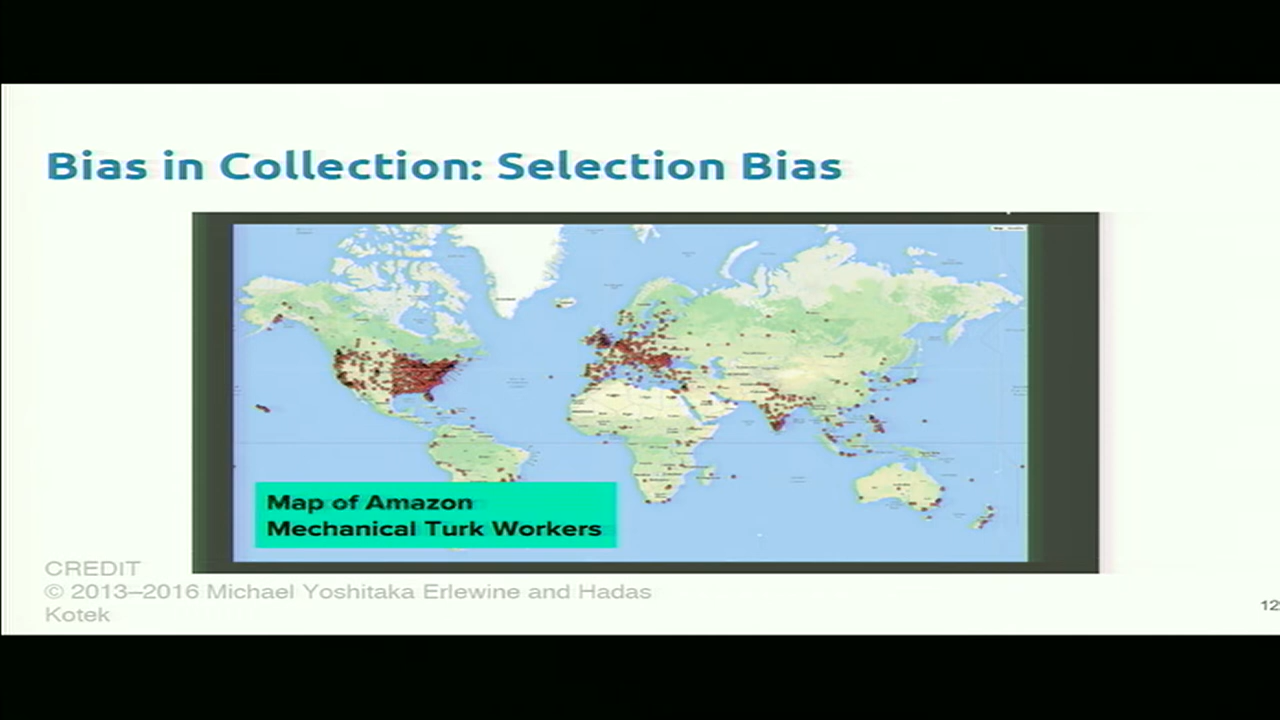 Bias in Collection: Selection Bias
Map of Amazon
Mechanical Turk Workers
CREDIT
© 2013–2016 Michael Yoshitaka Erlewine and Hadas
Kotek
12